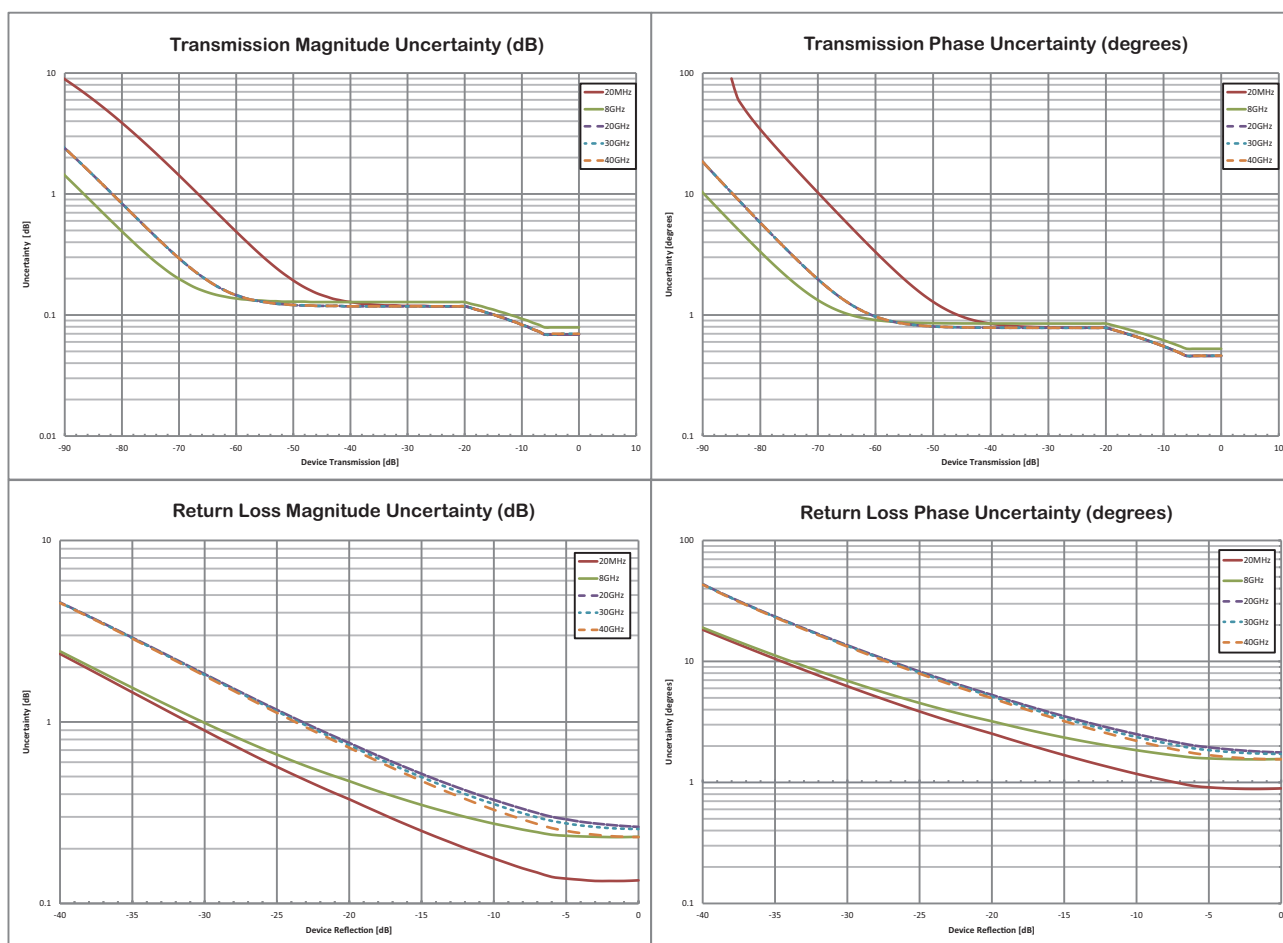 Transmission Magnitude Uncertainty (dB)
10
1
0.1
0.01
Uncertainty [dB]
-90 -80 -70 -60 -50 -40 -30 -20 -10 0 10
Device Transmission [dB]
20MHz
8GHz
20GHz
30GHz
40GHz
Transmission Phase Uncertainty (degrees)
100
10
1
0.1
Uncertainty [degrees]
-90 -80 -70 -60 -50 -40 -30 -20 -10 0 10
Device Transmission [dB]
20MHz
8GHz
20GHz
30GHz
40GHz
Return Loss Magnitude Uncertainty (dB)
10
1
0.1
Uncertainty [dB]
-40 -35 -30 -25 -20 -15 -10 -5 0
Device Reflection [dB]
20MHz
8GHz
20GHz
30GHz
40GHz
Return Loss Phase Uncertainty (degrees)
100
10
1
0.1
Uncertainty [degrees]
-40 -35 -30 -25 -20 -15 -10 -5 0
Device Reflection [dB]
20MHz
8GHz
20GHz
30GHz
40GHz